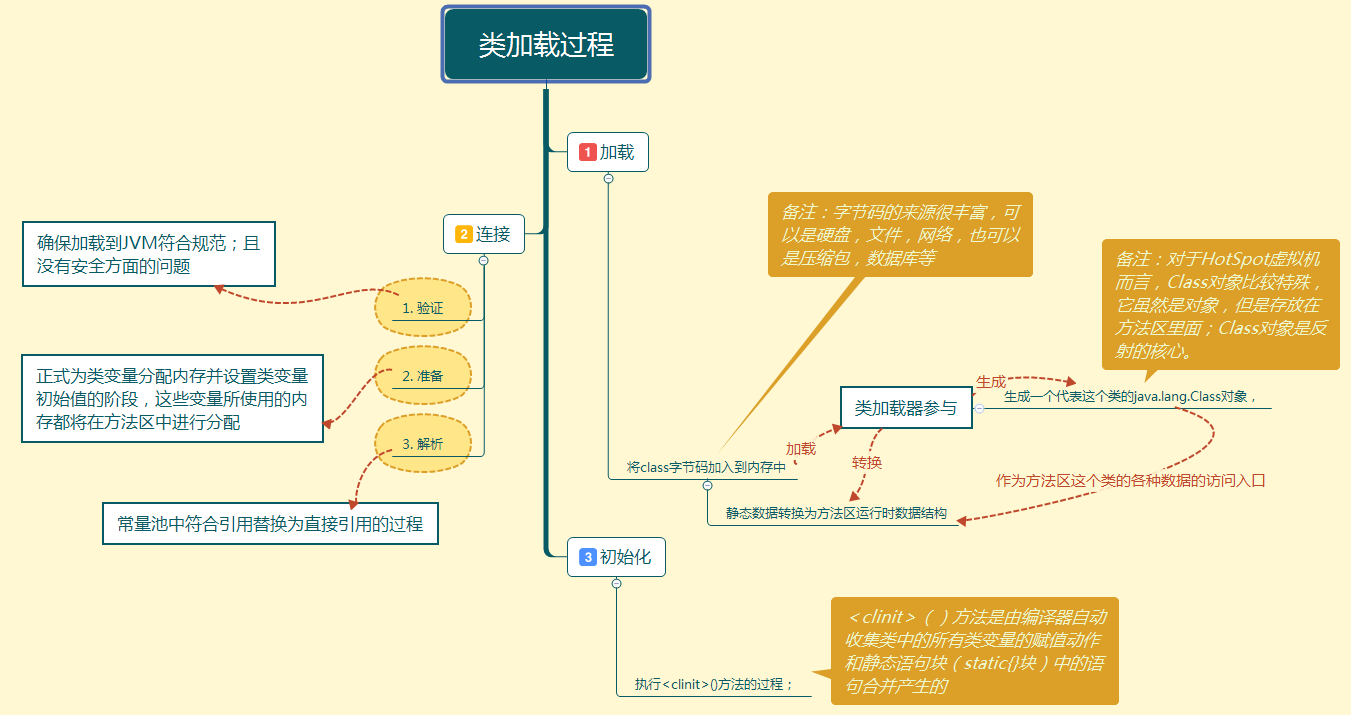 类加载过程
1 加载
备注：字节码的来源很丰富，可
以是硬盘，文件，网络，也可以
是压缩包，数据库等
备注：对于HotSpot虚拟机
而言，Class对象比较特殊，
它虽然是对象，但是存放在
方法区里面；Class对象是反
射的核心。
将class字节码加入到内存中
加载
类加载器参与
生成
生成一个代表这个类的java.lang.Class对象，
转换
作为方法区这个类的各种数据的访问入口
静态数据转换为方法区运行时数据结构
2 连接
1. 验证
确保加载到JVM符合规范；且
没有安全方面的问题
2. 准备
正式为类变量分配内存并设置类变量
初始值的阶段，这些变量所使用的内
存都将在方法区中进行分配
3. 解析
常量池中符合引用替换为直接引用的过程
3 初始化
执行<clinit>()方法的过程；
＜clinit＞（ ）方法是由编译器自动
收集类中的所有类变量的赋值动作
和静态语句块（static{}块）中的语
句合并产生的